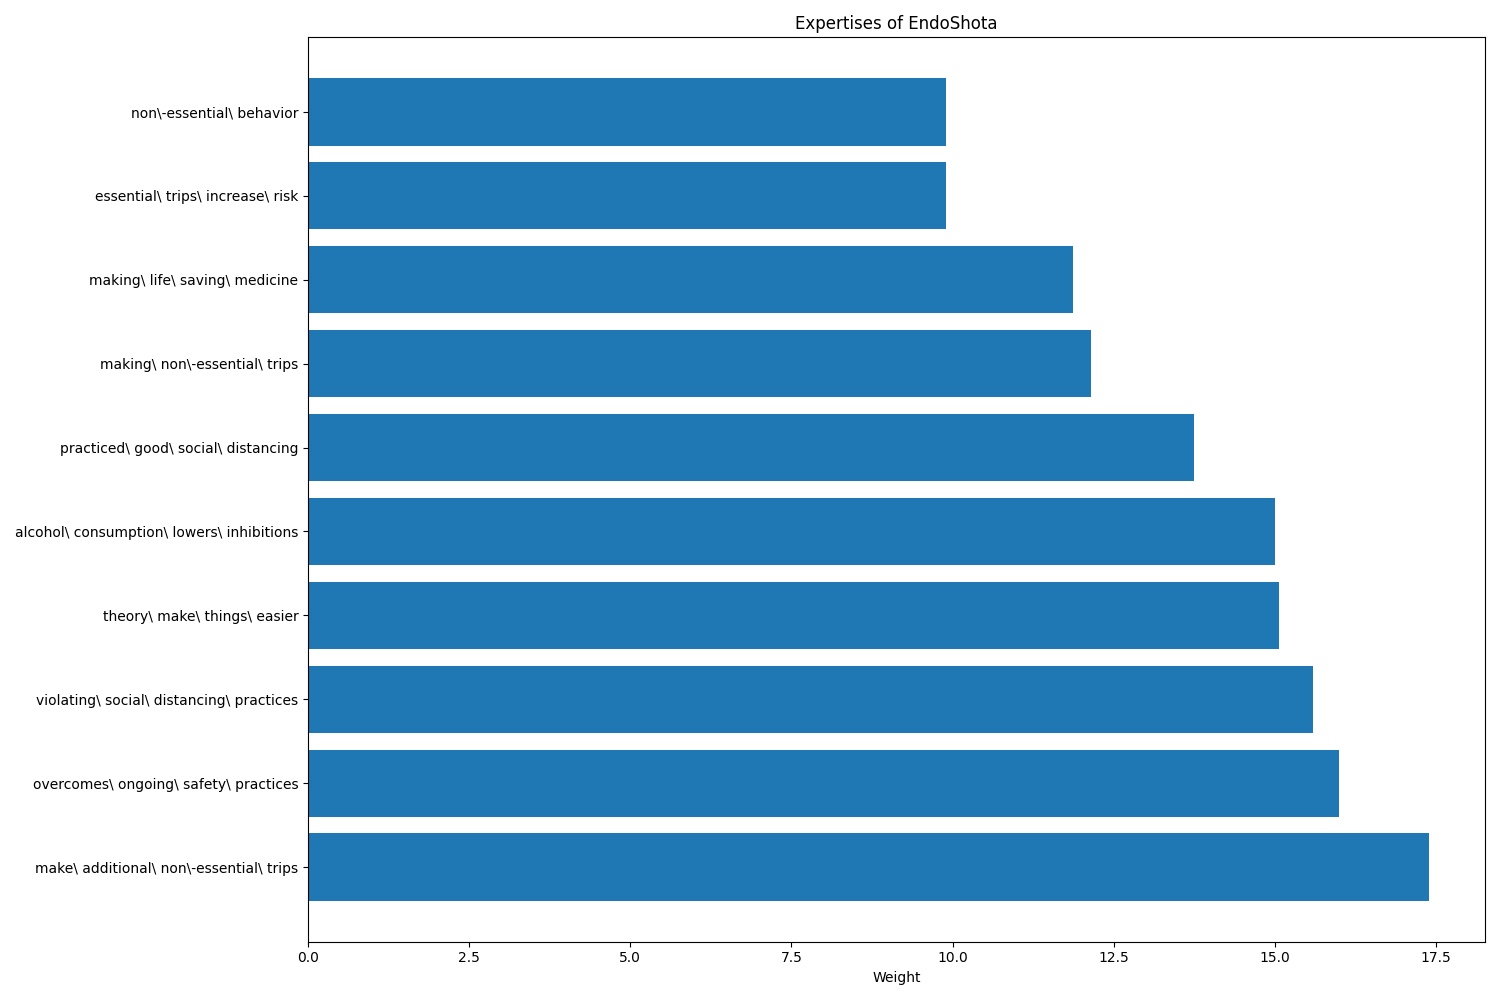 Expertises of EndoShota
non\-essential\ behavior
essential\ trips\ increase\ risk
making\ life\ saving\ medicine
making\ non\-essential\ trips
practiced\ good\ social\ distancing
alcohol\ consumption\ lowers\ inhibitions
theory\ make\ things\ easier
violating\ social\ distancing\ practices
overcomes\ ongoing\ safety\ practices
make\ additional\ non\-essential\ trips
0.0 2.5 5.0 7.5 10.0 12.5 15.0 17.5
Weight